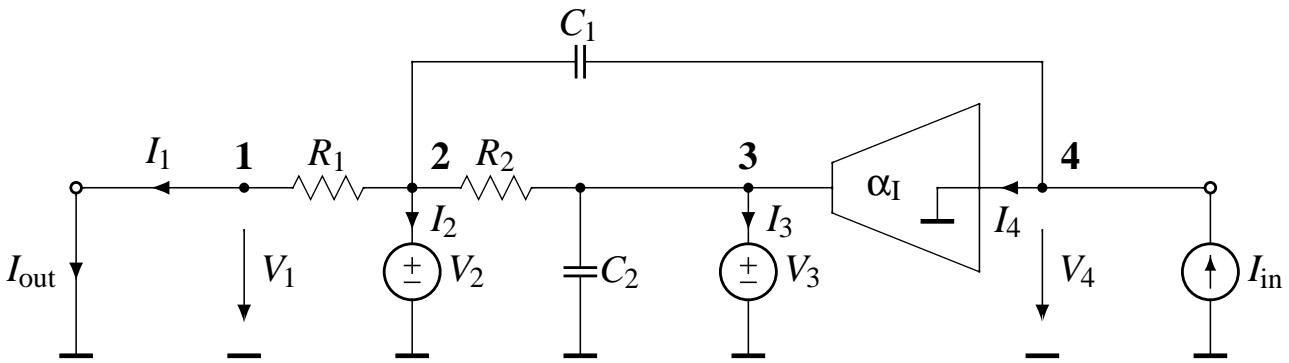 C1
I1 1 R1 2 R2 3 αI 4
Iout V1 I2 V2 C2 I3 V3 I4 V4 Iin